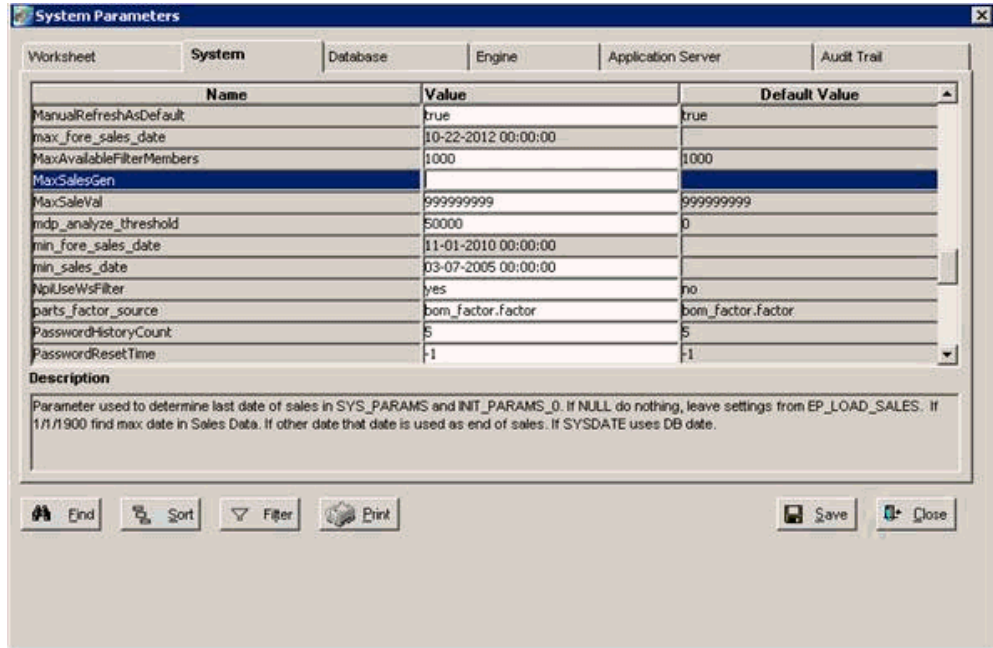 System Parameters
Worksheet System Database Engine Application Server Audit Trail
Name Value Default Value
ManualRefreshAsDefault true true
max_fore_sales_date 10-22-2012 00:00:00
MaxAvailableFilterMembers 1000 1000
MaxSalesGen
MaxSaleVal 999999999 999999999
mdp_analyze_threshold 50000 0
min_fore_sales_date 11-01-2010 00:00:00
min_sales_date 03-07-2005 00:00:00
NpiUseWsFilter yes no
parts_factor_source bom_factor.factor bom_factor.factor
PasswordHistoryCount 5 5
PasswordResetTime -1 -1
Description
Parameter used to determine last date of sales in SYS_PARAMS and INIT_PARAMS_0. If NULL do nothing, leave settings from EP_LOAD_SALES. If
1/1/1900 find max date in Sales Data. If other date that date is used as end of sales. If SYSDATE uses DB date.
Find Sort Filter Print Save Close